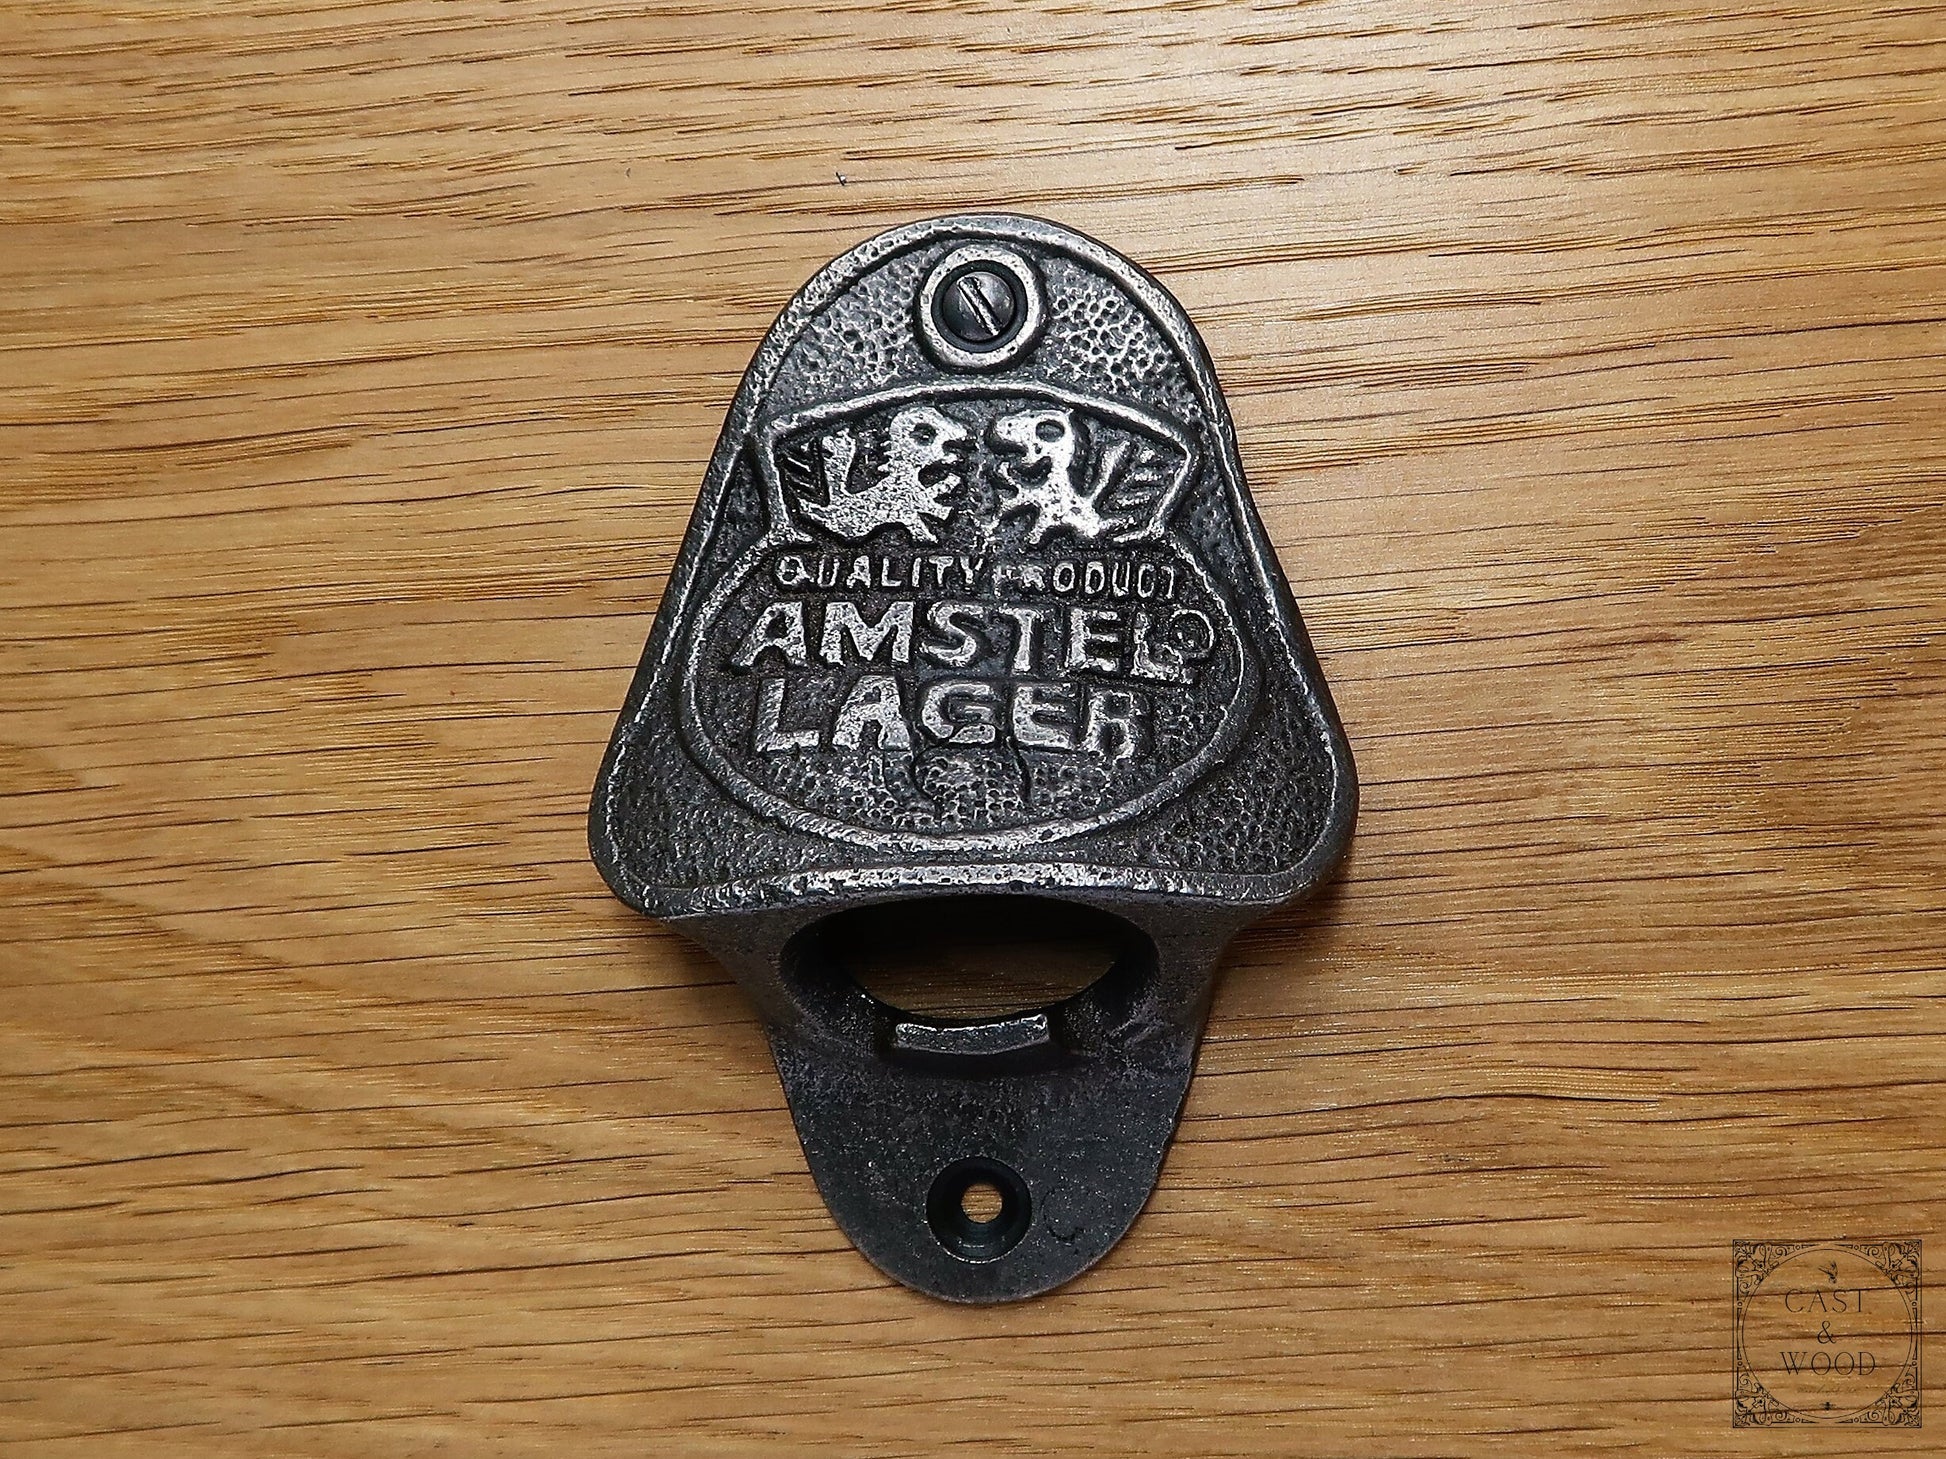 QUALITY PRODUCT
AMSTEL
LAGER
CAST
&
WOOD